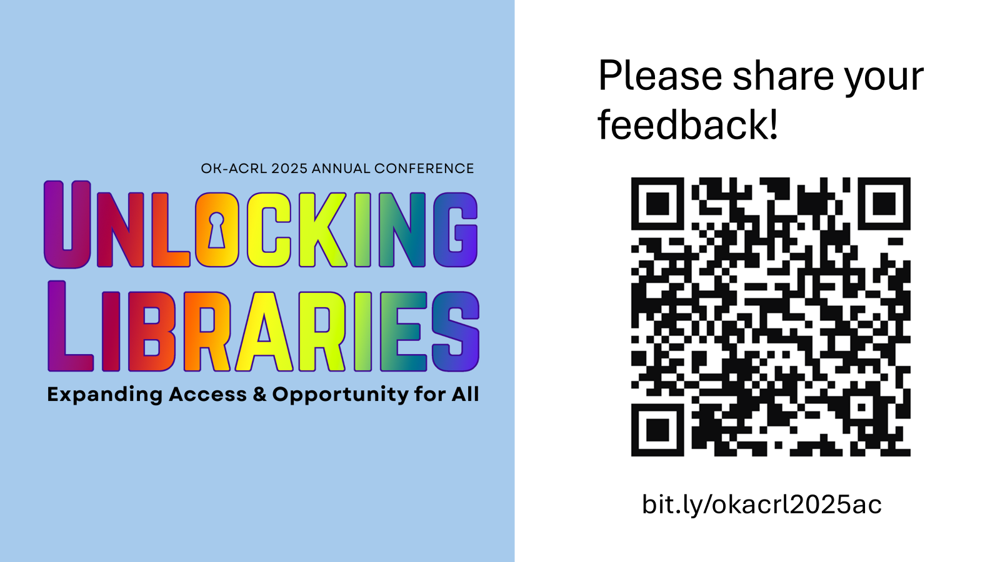 OK-ACRL 2025 ANNUAL CONFERENCE
UNLOCKING
LIBRARIES
Expanding Access & Opportunity for All
Please share your
feedback!
bit.ly/okacrl2025ac